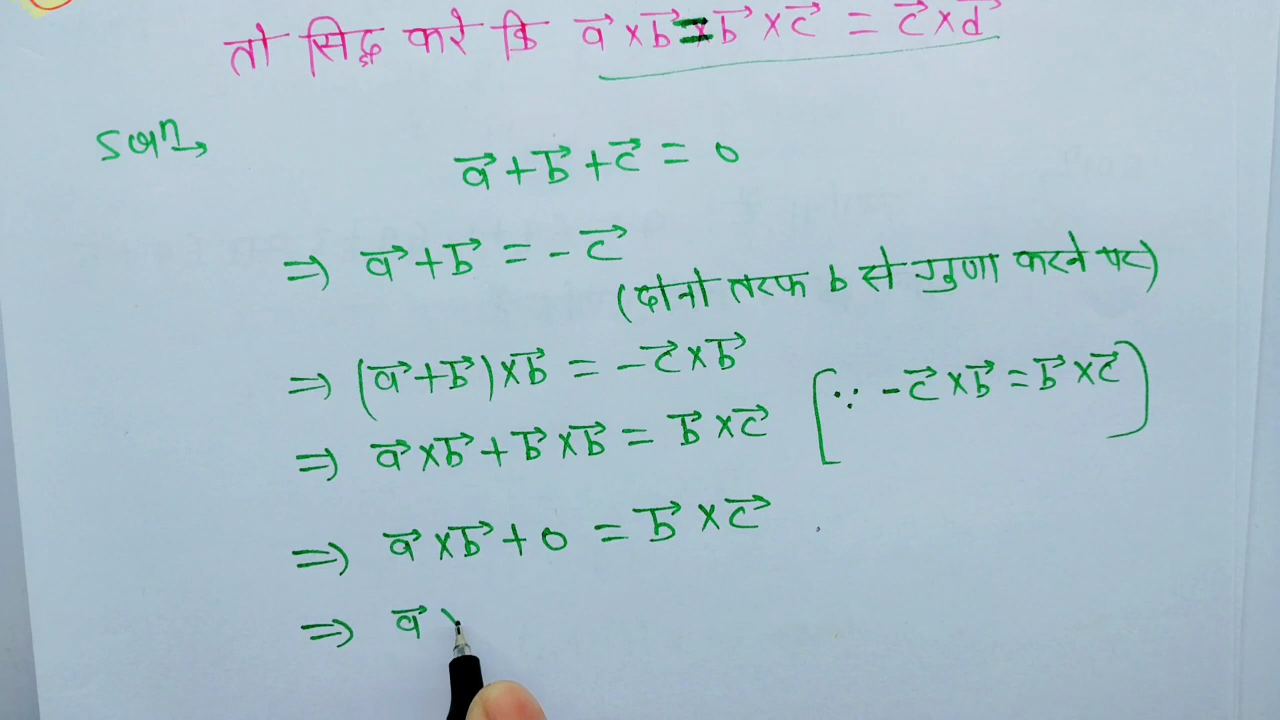 तो सिद्ध करे कि a⃗ × b⃗ = b⃗ × c⃗ = c⃗ × d⃗
Solⁿ→
a⃗ + b⃗ + c⃗ = 0
⇒ a⃗ + b⃗ = - c⃗
(दोनो तरफ b से गुणा करने पर)
⇒ (a⃗ + b⃗) × b⃗ = - c⃗ × b⃗
[∵ - c⃗ × b⃗ = b⃗ × c⃗)
⇒ a⃗ × b⃗ + b⃗ × b⃗ = b⃗ × c⃗
⇒ a⃗ × b⃗ + 0 = b⃗ × c⃗
⇒ a⃗